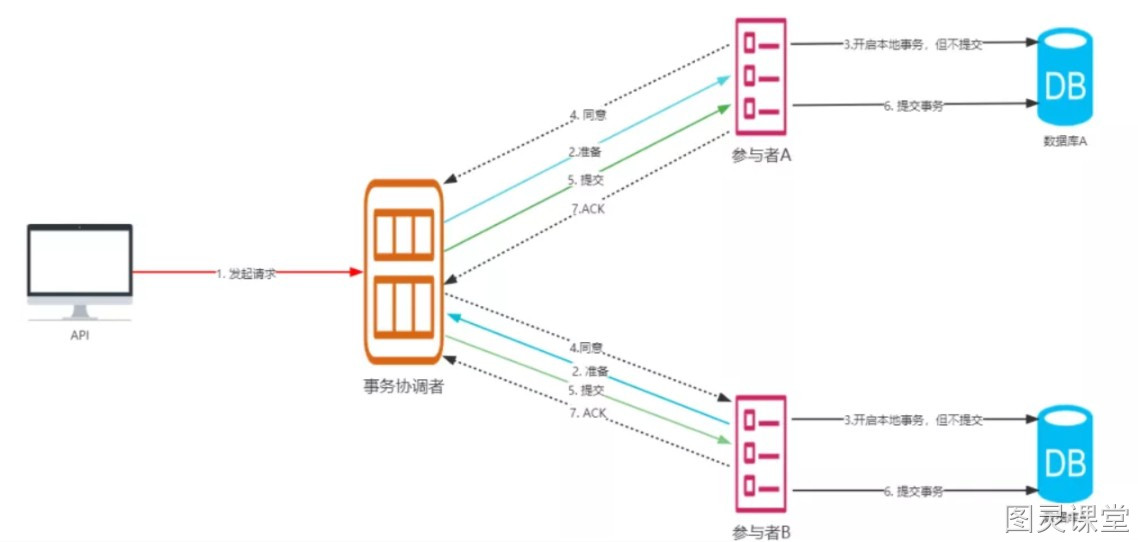 3.开启本地事务，但不提交
DB
4. 同意
6. 提交事务
数据库A
2.准备
参与者A
5. 提交
7.ACK
1. 发起请求
API
4.同意
2. 准备
事务协调者
5. 提交
7. ACK
3.开启本地事务，但不提交
DB
6. 提交事务
图灵课堂
参与者B